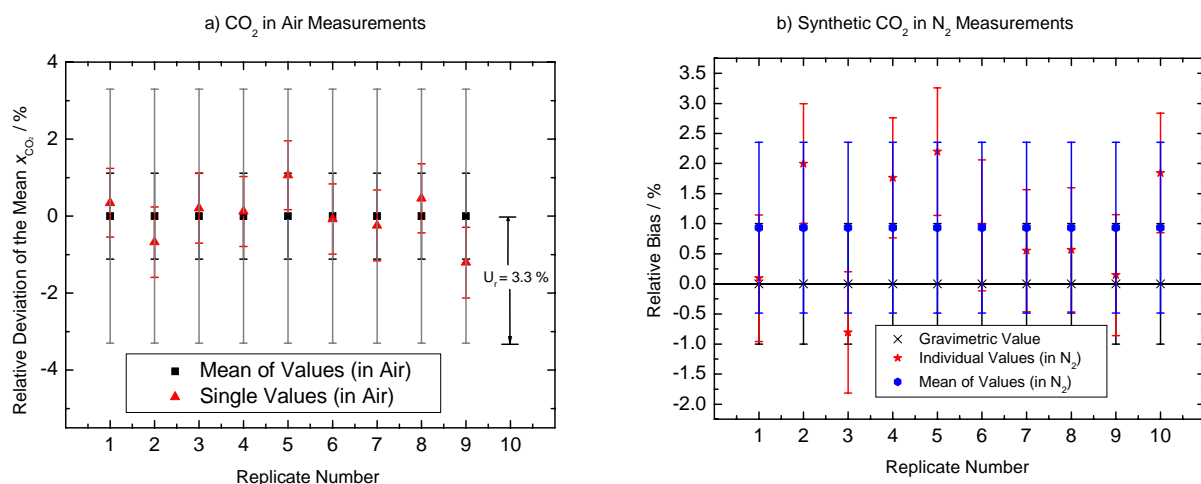 a) CO₂ in Air Measurements
4
2
0
-2
-4
Relative Deviation of the Mean x_CO₂ / %
U_r = 3.3 %
Mean of Values (in Air)
Single Values (in Air)
1 2 3 4 5 6 7 8 9 10
Replicate Number
b) Synthetic CO₂ in N₂ Measurements
3.5
3.0
2.5
2.0
1.5
1.0
0.5
0.0
-0.5
-1.0
-1.5
-2.0
Relative Bias / %
Gravimetric Value
Individual Values (in N₂)
Mean of Values (in N₂)
1 2 3 4 5 6 7 8 9 10
Replicate Number